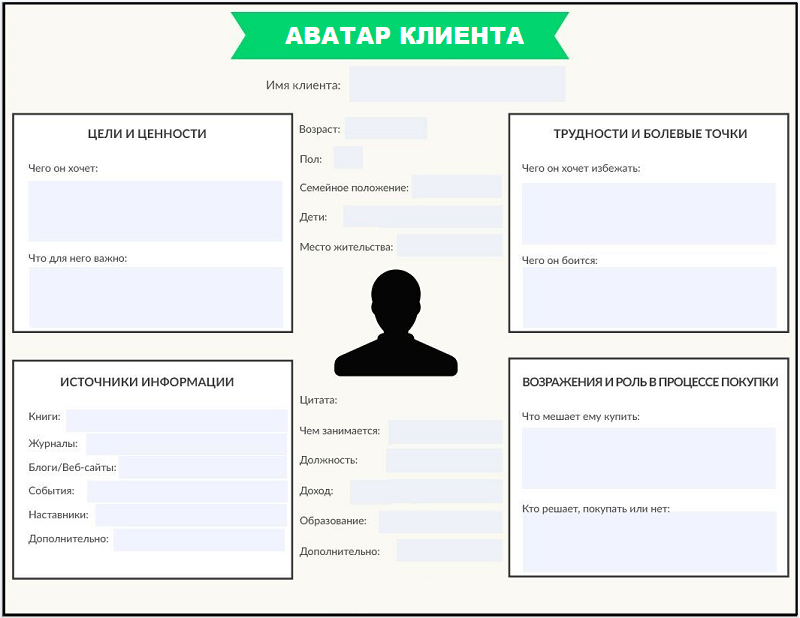 АВАТАР КЛИЕНТА
Имя клиента:
ЦЕЛИ И ЦЕННОСТИ
Чего он хочет:
Что для него важно:
Возраст:
Пол:
Семейное положение:
Дети:
Место жительства:
ТРУДНОСТИ И БОЛЕВЫЕ ТОЧКИ
Чего он хочет избежать:
Чего он боится:
ИСТОЧНИКИ ИНФОРМАЦИИ
Книги:
Журналы:
Блоги/Веб-сайты:
События:
Наставники:
Дополнительно:
Цитата:
Чем занимается:
Должность:
Доход:
Образование:
Дополнительно:
ВОЗРАЖЕНИЯ И РОЛЬ В ПРОЦЕССЕ ПОКУПКИ
Что мешает ему купить:
Кто решает, покупать или нет: